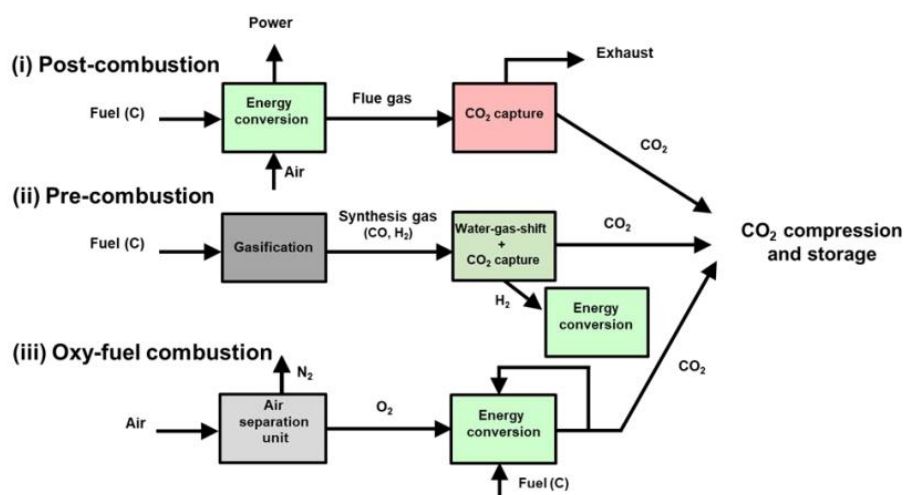 Power
(i) Post-combustion
Exhaust
Fuel (C)
Energy
conversion
Flue gas
CO₂ capture
Air
CO₂
(ii) Pre-combustion
Fuel (C)
Gasification
Synthesis gas
(CO, H₂)
Water-gas-shift
+
CO₂ capture
CO₂
H₂
Energy
conversion
CO₂ compression
and storage
(iii) Oxy-fuel combustion
N₂
Air
Air
separation
unit
O₂
Energy
conversion
CO₂
Fuel (C)